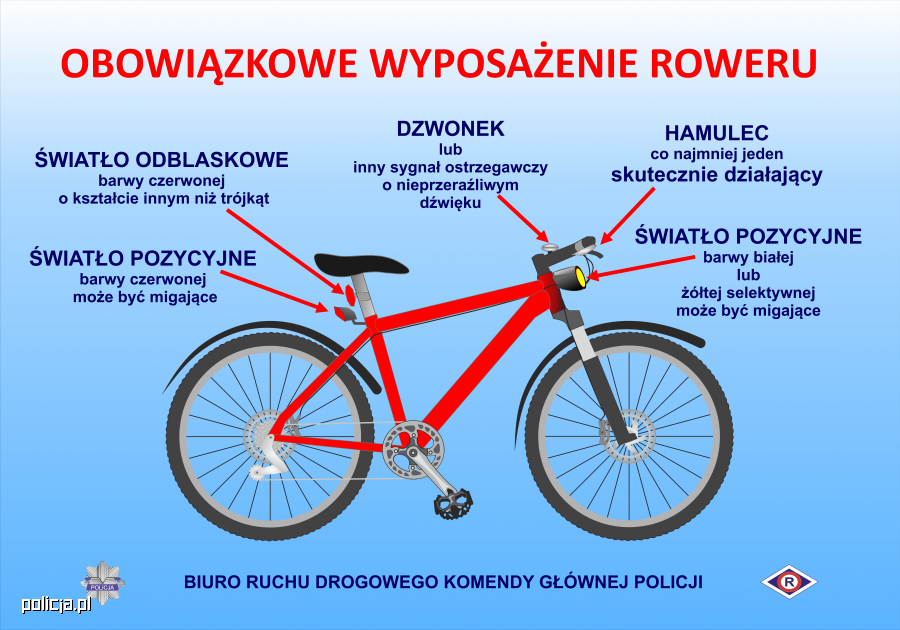 OBOWIĄZKOWE WYPOSAŻENIE ROWERU
ŚWIATŁO ODBLASKOWE
barwy czerwonej
o kształcie innym niż trójkąt
ŚWIATŁO POZYCYJNE
barwy czerwonej
może być migające
DZWONEK
lub
inny sygnał ostrzegawczy
o nieprzeraźliwym
dźwięku
HAMULEC
co najmniej jeden
skutecznie działający
ŚWIATŁO POZYCYJNE
barwy białej
lub
żółtej selektywnej
może być migające
POLICJA
policja.pl
BIURO RUCHU DROGOWEGO KOMENDY GŁÓWNEJ POLICJI
R